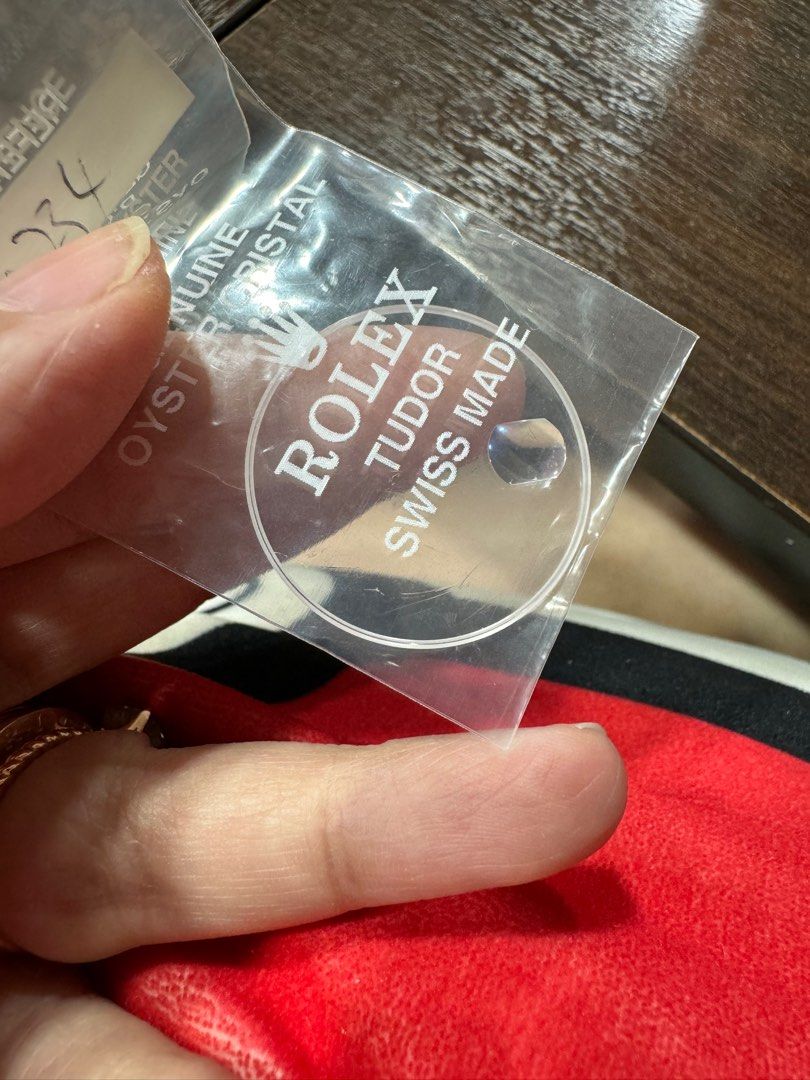 GENUINE
OYSTER CRISTAL
ROLEX
TUDOR
SWISS MADE
234